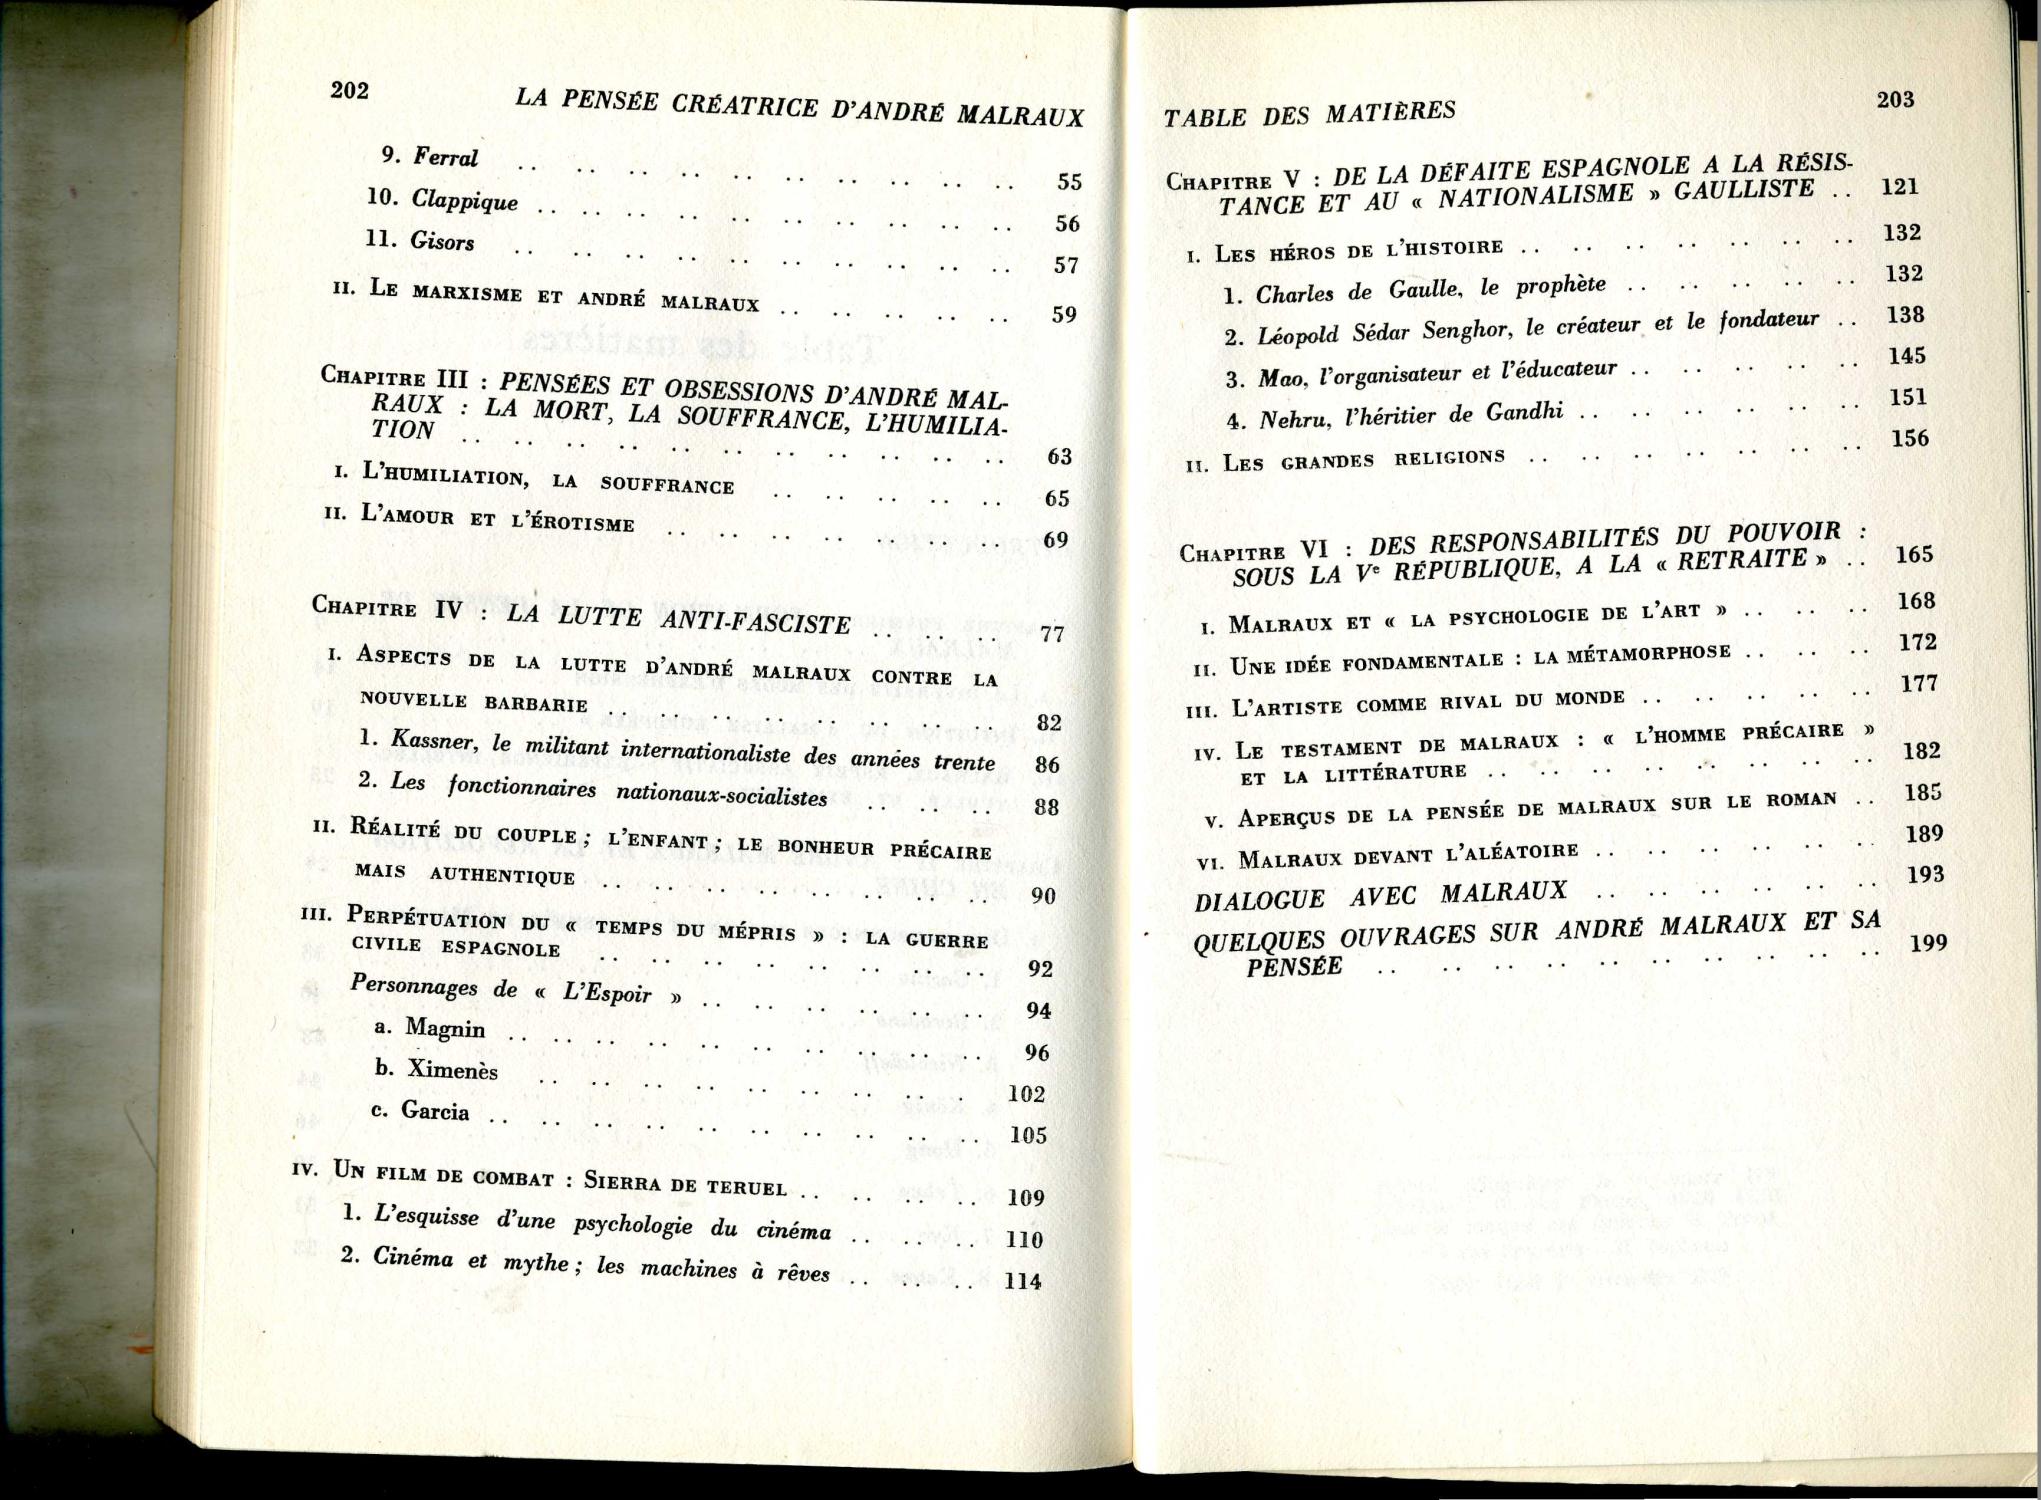 202 LA PENSÉE CRÉATRICE D'ANDRÉ MALRAUX
9. Ferral .. .. .. .. .. .. .. .. .. .. 55
10. Clappique .. .. .. .. .. .. .. .. .. .. 56
11. Gisors .. .. .. .. .. .. .. .. .. .. 57
II. LE MARXISME ET ANDRÉ MALRAUX .. .. .. .. .. 59
CHAPITRE III : PENSÉES ET OBSESSIONS D'ANDRÉ MAL-
RAUX : LA MORT, LA SOUFFRANCE, L'HUMILIA-
TION .. .. .. .. .. .. .. .. .. .. .. 63
I. L'HUMILIATION, LA SOUFFRANCE .. .. .. .. .. 65
II. L'AMOUR ET L'ÉROTISME .. .. .. .. .. .. .. 69
CHAPITRE IV : LA LUTTE ANTI-FASCISTE .. .. .. 77
I. ASPECTS DE LA LUTTE D'ANDRÉ MALRAUX CONTRE LA
NOUVELLE BARBARIE .. .. .. .. .. .. .. .. 82
1. Kassner, le militant internationaliste des années trente 86
2. Les fonctionnaires nationaux-socialistes .. .. .. 88
II. RÉALITÉ DU COUPLE ; L'ENFANT ; LE BONHEUR PRÉCAIRE
MAIS AUTHENTIQUE .. .. .. .. .. .. .. .. 90
III. PERPÉTUATION DU « TEMPS DU MÉPRIS » : LA GUERRE
CIVILE ESPAGNOLE .. .. .. .. .. .. .. .. 92
Personnages de « L'Espoir » .. .. .. .. .. .. 94
a. Magnin .. .. .. .. .. .. .. .. .. .. 96
b. Ximenès .. .. .. .. .. .. .. .. . 102
c. Garcia .. .. .. .. .. .. .. .. .. .. 105
IV. UN FILM DE COMBAT : SIERRA DE TERUEL .. .. .. .. 109
1. L'esquisse d'une psychologie du cinéma .. .. .. 110
2. Cinéma et mythe ; les machines à rêves .. .. .. 114
TABLE DES MATIÈRES 203
CHAPITRE V : DE LA DÉFAITE ESPAGNOLE A LA RÉSIS-
TANCE ET AU « NATIONALISME » GAULLISTE .. 121
I. LES HÉROS DE L'HISTOIRE .. .. .. .. .. .. .. 132
1. Charles de Gaulle, le prophète .. .. .. .. .. 132
2. Léopold Sédar Senghor, le créateur et le fondateur .. 138
3. Mao, l'organisateur et l'éducateur .. .. .. .. .. 145
4. Nehru, l'héritier de Gandhi .. .. .. .. .. .. 151
II. LES GRANDES RELIGIONS .. .. .. .. .. .. .. 156
CHAPITRE VI : DES RESPONSABILITÉS DU POUVOIR :
SOUS LA Ve RÉPUBLIQUE, A LA « RETRAITE » .. 165
I. MALRAUX ET « LA PSYCHOLOGIE DE L'ART » .. .. .. 168
II. UNE IDÉE FONDAMENTALE : LA MÉTAMORPHOSE .. .. .. 172
III. L'ARTISTE COMME RIVAL DU MONDE .. .. .. .. .. 177
IV. LE TESTAMENT DE MALRAUX : « L'HOMME PRÉCAIRE »
ET LA LITTÉRATURE .. .. .. .. .. .. .. .. 182
V. APERÇUS DE LA PENSÉE DE MALRAUX SUR LE ROMAN .. 185
VI. MALRAUX DEVANT L'ALÉATOIRE .. .. .. .. .. .. 189
DIALOGUE AVEC MALRAUX .. .. .. .. .. .. 193
QUELQUES OUVRAGES SUR ANDRÉ MALRAUX ET SA
PENSÉE .. .. .. .. .. .. .. .. .. .. 199